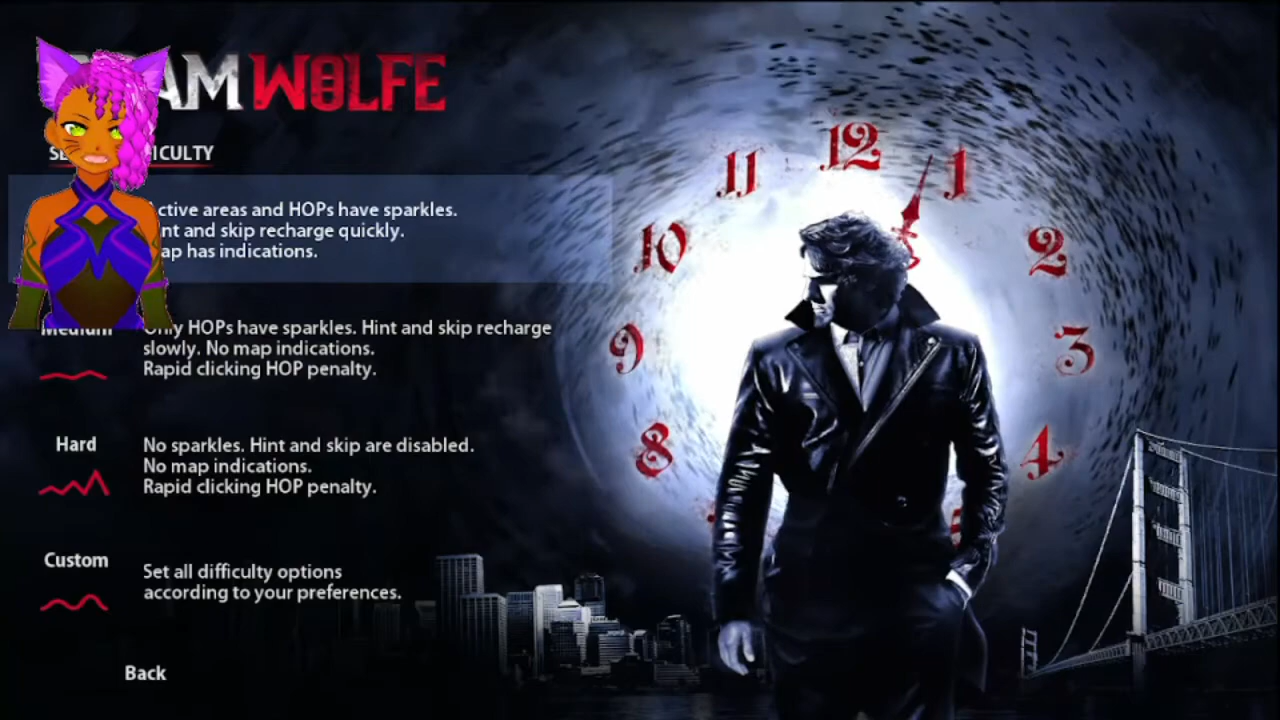 AM WOLFE
ICULTY
ctive areas and HOPs have sparkles.
nt and skip recharge quickly.
ap has indications.
Medium
Only HOPs have sparkles. Hint and skip recharge
slowly. No map indications.
Rapid clicking HOP penalty.
Hard
No sparkles. Hint and skip are disabled.
No map indications.
Rapid clicking HOP penalty.
Custom
Set all difficulty options
according to your preferences.
Back
12
11
1
10
2
9
3
8
4